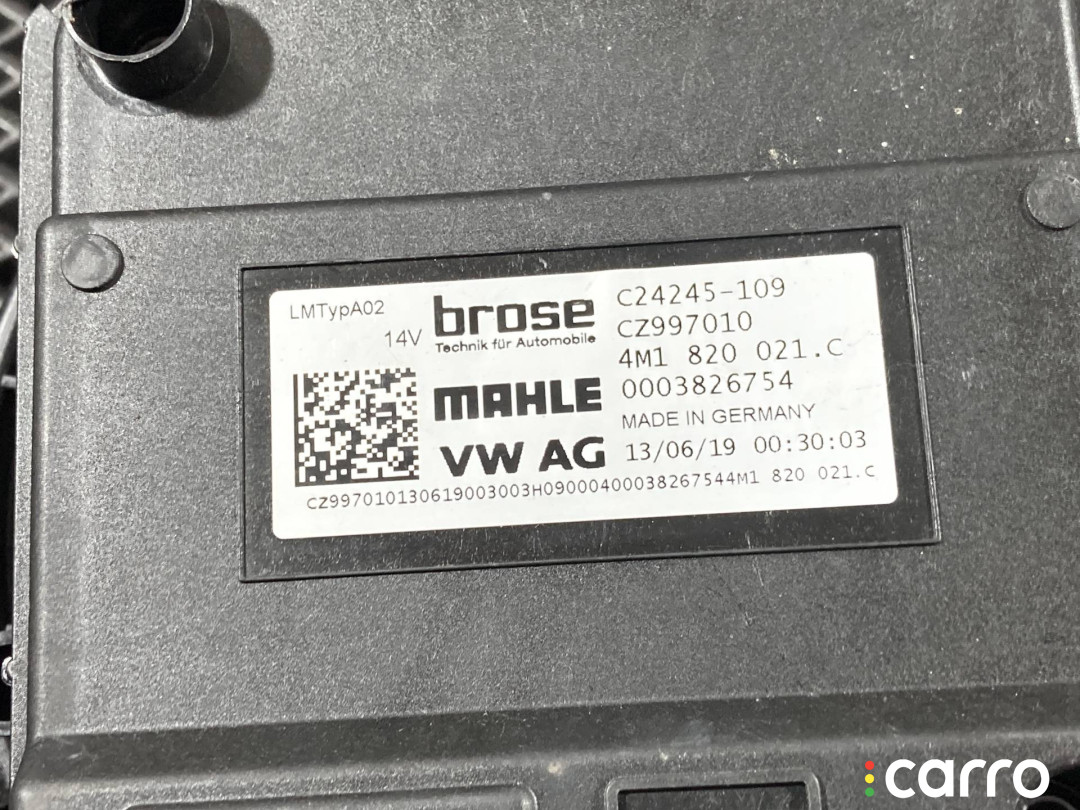 LMTypA02
14V
brose
Technik für Automobile
MAHLE
VW AG
C24245-109
CZ997010
4M1 820 021.C
0003826754
MADE IN GERMANY
13/06/19 00:30:03
CZ997010130619003003H09000400038267544M1 820 021.C
carro